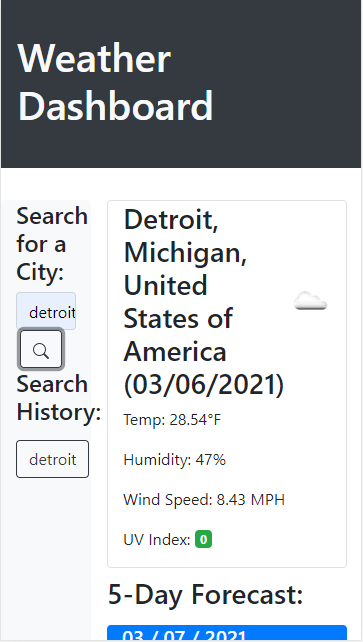 Weather
Dashboard
Search
for a
City:
detroit
Search
History:
detroit
Detroit,
Michigan,
United
States of
America
(03/06/2021)
Temp: 28.54°F
Humidity: 47%
Wind Speed: 8.43 MPH
UV Index: 0
5-Day Forecast:
03 / 07 / 2021